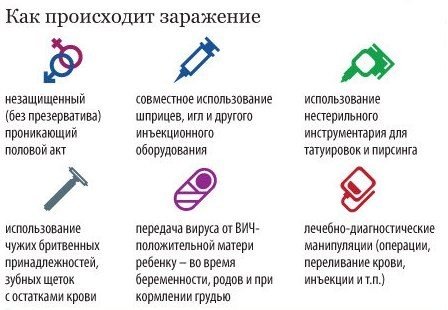 Как происходит заражение
незащищенный
(без презерватива)
проникающий
половой акт
совместное использование
шприцев, игл и другого
инъекционного
оборудования
использование
нестерильного
инструментария для
татуировок и пирсинга
использование
чужих бритвенных
принадлежностей,
зубных щеток
с остатками крови
передача вируса от ВИЧ-
положительной матери
ребенку – во время
беременности, родов и при
кормлении грудью
лечебно-диагностические
манипуляции (операции,
переливание крови,
инъекции и т.п.)